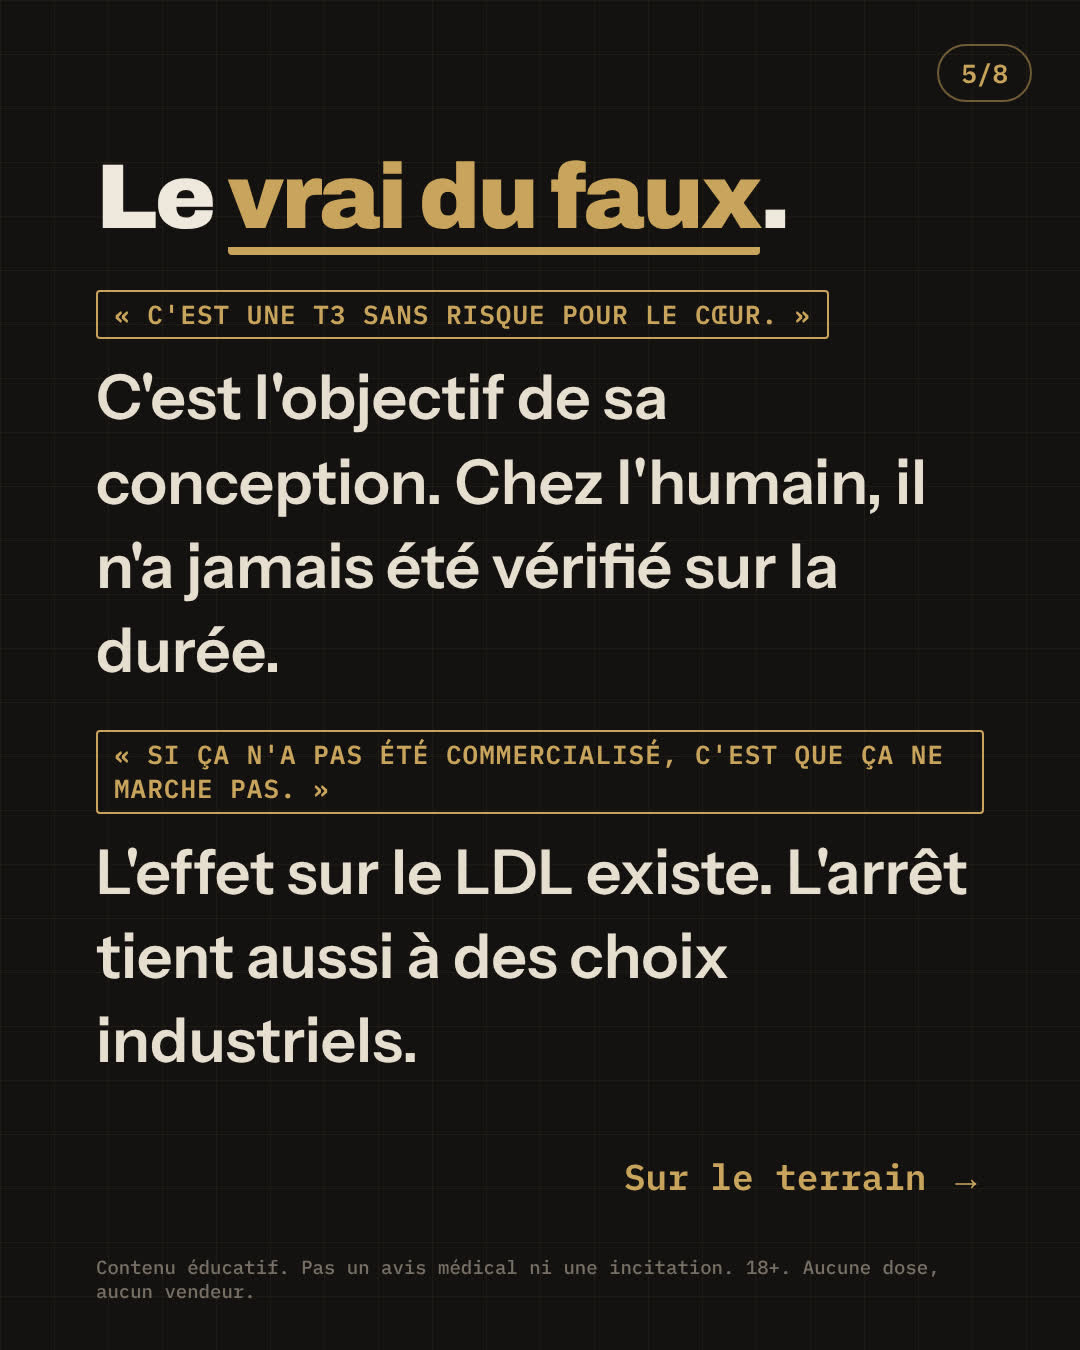 5/8
Le vrai du faux.
« C'EST UNE T3 SANS RISQUE POUR LE CŒUR. »
C'est l'objectif de sa
conception. Chez l'humain, il
n'a jamais été vérifié sur la
durée.
« SI ÇA N'A PAS ÉTÉ COMMERCIALISÉ, C'EST QUE ÇA NE
MARCHE PAS. »
L'effet sur le LDL existe. L'arrêt
tient aussi à des choix
industriels.
Sur le terrain →
Contenu éducatif. Pas un avis médical ni une incitation. 18+. Aucune dose,
aucun vendeur.